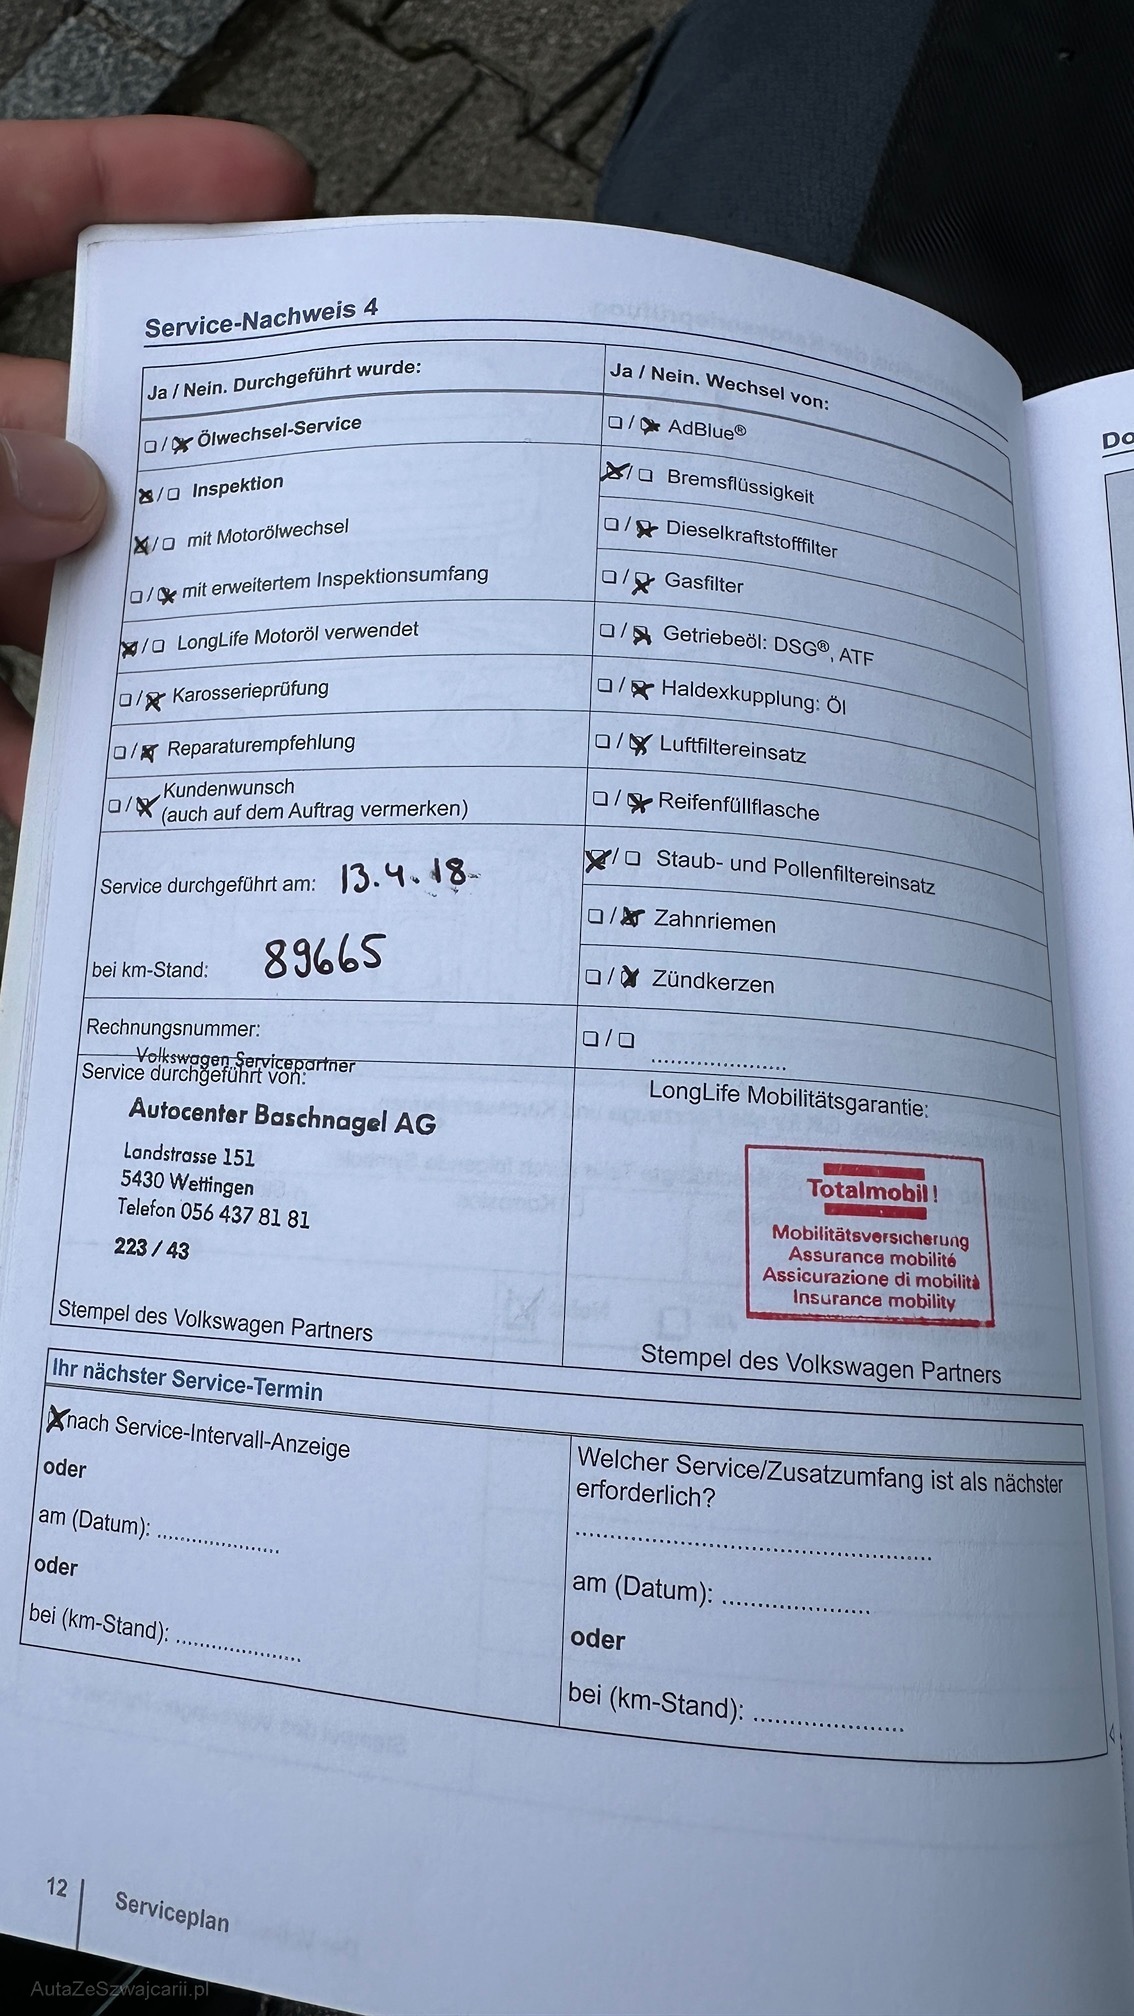 Service-Nachweis 4
Ja / Nein. Durchgeführt wurde:
☐ / ☒ Ölwechsel-Service
☒ / ☐ Inspektion
☒ / ☐ mit Motorölwechsel
☐ / ☒ mit erweitertem Inspektionsumfang
☒ / ☐ LongLife Motoröl verwendet
☐ / ☒ Karosserieprüfung
☐ / ☒ Reparaturempfehlung
☐ / ☒ Kundenwunsch
(auch auf dem Auftrag vermerken)
Service durchgeführt am: 13.4.18
bei km-Stand: 89665
Rechnungsnummer:
Volkswagen Servicepartner
Service durchgeführt von:
Autocenter Baschnagel AG
Landstrasse 151
5430 Wettingen
Telefon 056 437 81 81
223 / 43
Stempel des Volkswagen Partners
Ja / Nein. Wechsel von:
☐ / ☒ AdBlue®
☒ / ☐ Bremsflüssigkeit
☐ / ☒ Dieselkraftstofffilter
☐ / ☒ Gasfilter
☐ / ☒ Getriebeöl: DSG®, ATF
☐ / ☒ Haldexkupplung: Öl
☐ / ☒ Luftfiltereinsatz
☐ / ☒ Reifenfüllflasche
☒ / ☐ Staub- und Pollenfiltereinsatz
☐ / ☒ Zahnriemen
☐ / ☒ Zündkerzen
☐ / ☐ ......................
LongLife Mobilitätsgarantie:
Totalmobil!
Mobilitätsversicherung
Assurance mobilité
Assicurazione di mobilità
Insurance mobility
Stempel des Volkswagen Partners
Ihr nächster Service-Termin
☒ nach Service-Intervall-Anzeige
oder
am (Datum): ....................
oder
bei (km-Stand): ....................
Welcher Service/Zusatzumfang ist als nächster
erforderlich?
......................................................
am (Datum): ......................
oder
bei (km-Stand): ......................
12
Serviceplan
Do
AutaZeSzwajcarii.pl